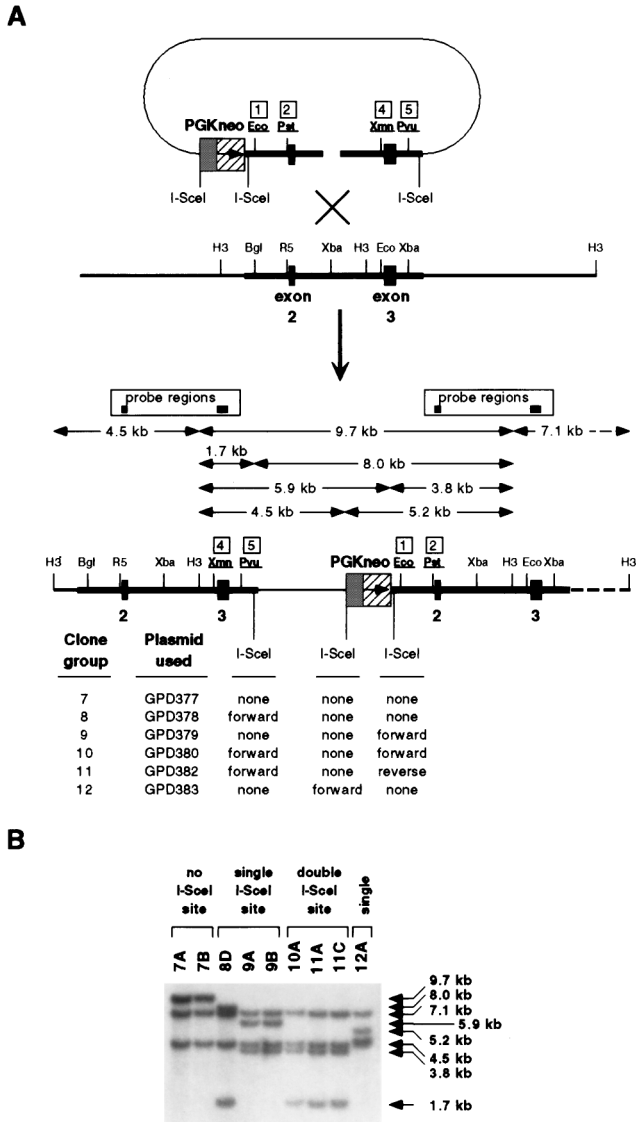 A
1 2 4 5
PGKneo Eco Pst Xmn Pvu
I-SceI I-SceI I-SceI
H3 Bgl R5 Xba H3 Eco Xba H3
exon exon
2 3
probe regions probe regions
4.5 kb 9.7 kb 7.1 kb
1.7 kb 8.0 kb
5.9 kb 3.8 kb
4.5 kb 5.2 kb
4 5 1 2
H3 Bgl R5 Xba H3 Xmn Pvu PGKneo Eco Pst Xba H3 Eco Xba H3
2 3 2 3
I-SceI I-SceI I-SceI
Clone group Plasmid used
7 GPD377 none none none
8 GPD378 forward none none
9 GPD379 none none forward
10 GPD380 forward none forward
11 GPD382 forward none reverse
12 GPD383 none forward none
B
no single double single
I-SceI I-SceI I-SceI
site site site
7A 7B 8D 9A 9B 10A 11A 11C 12A
9.7 kb
8.0 kb
7.1 kb
5.9 kb
5.2 kb
4.5 kb
3.8 kb
1.7 kb